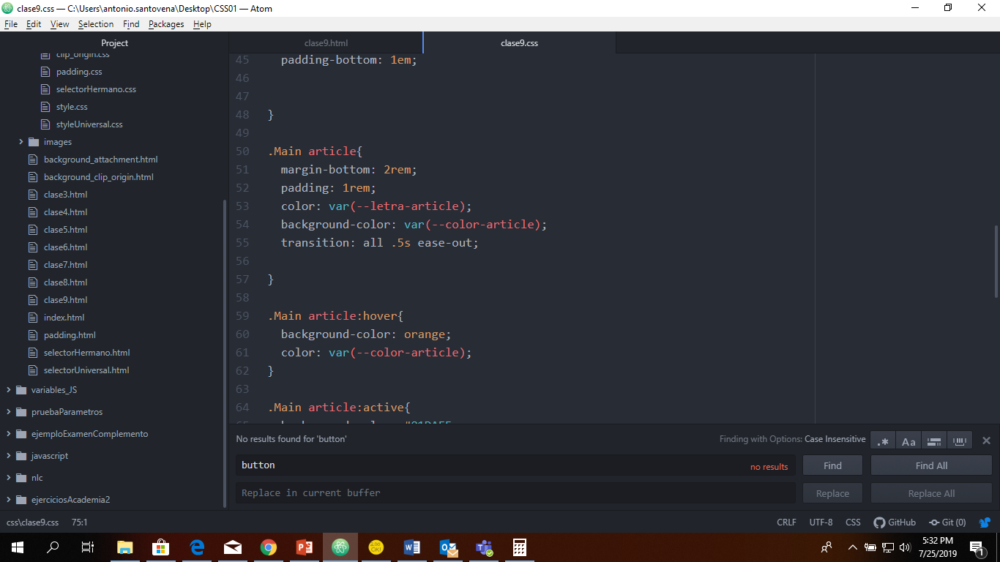 clase9.css — C:\Users\antonio.santovena\Desktop\CSS01 — Atom
File Edit View Selection Find Packages Help
Project
clip_origin.css
padding.css
selectorHermano.css
style.css
styleUniversal.css
images
background_attachment.html
background_clip_origin.html
clase3.html
clase4.html
clase5.html
clase6.html
clase7.html
clase8.html
clase9.html
index.html
padding.html
selectorHermano.html
selectorUniversal.html
variables_JS
pruebaParametros
ejemploExamenComplemento
javascript
nlc
ejerciciosAcademia2
clase9.html clase9.css
45 padding-bottom: 1em;
46
47
48 }
49
50 .Main article{
51 margin-bottom: 2rem;
52 padding: 1rem;
53 color: var(--letra-article);
54 background-color: var(--color-article);
55 transition: all .5s ease-out;
56
57 }
58
59 .Main article:hover{
60 background-color: orange;
61 color: var(--color-article);
62 }
63
64 .Main article:active{
No results found for 'button' Finding with Options: Case Insensitive .* Aa
button no results Find Find All
Replace in current buffer Replace Replace All
css\clase9.css 75:1 CRLF UTF-8 CSS GitHub Git (0)
5:32 PM
7/25/2019
1